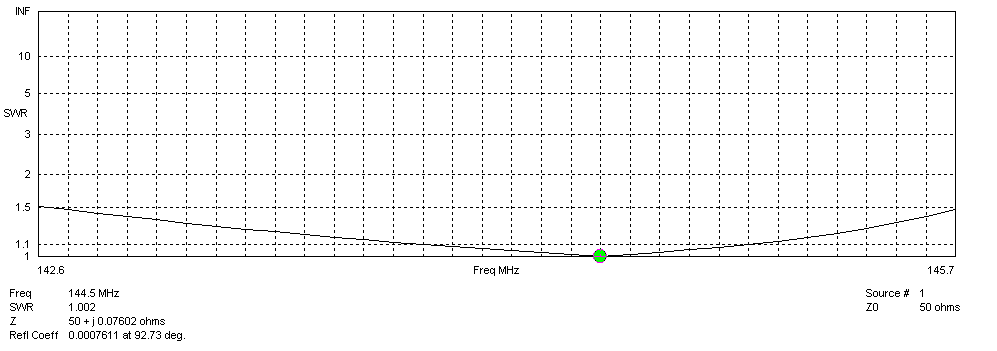 INF
10
5
SWR
3
2
1.5
1.1
1
142.6 Freq MHz 145.7
Freq 144.5 MHz Source # 1
SWR 1.002 Z0 50 ohms
Z 50 + j 0.07602 ohms
Refl Coeff 0.0007611 at 92.73 deg.